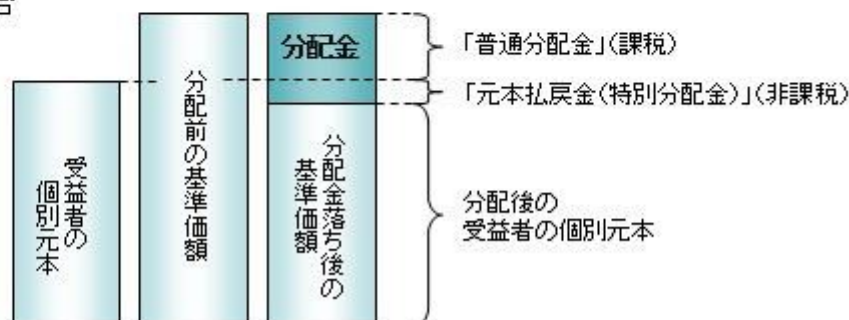 分配金
「普通分配金」(課税)
「元本払戻金(特別分配金)」(非課税)
受益者の
個別元本
分配前の基準価額
分配金落ち後の
基準価額
分配後の
受益者の個別元本